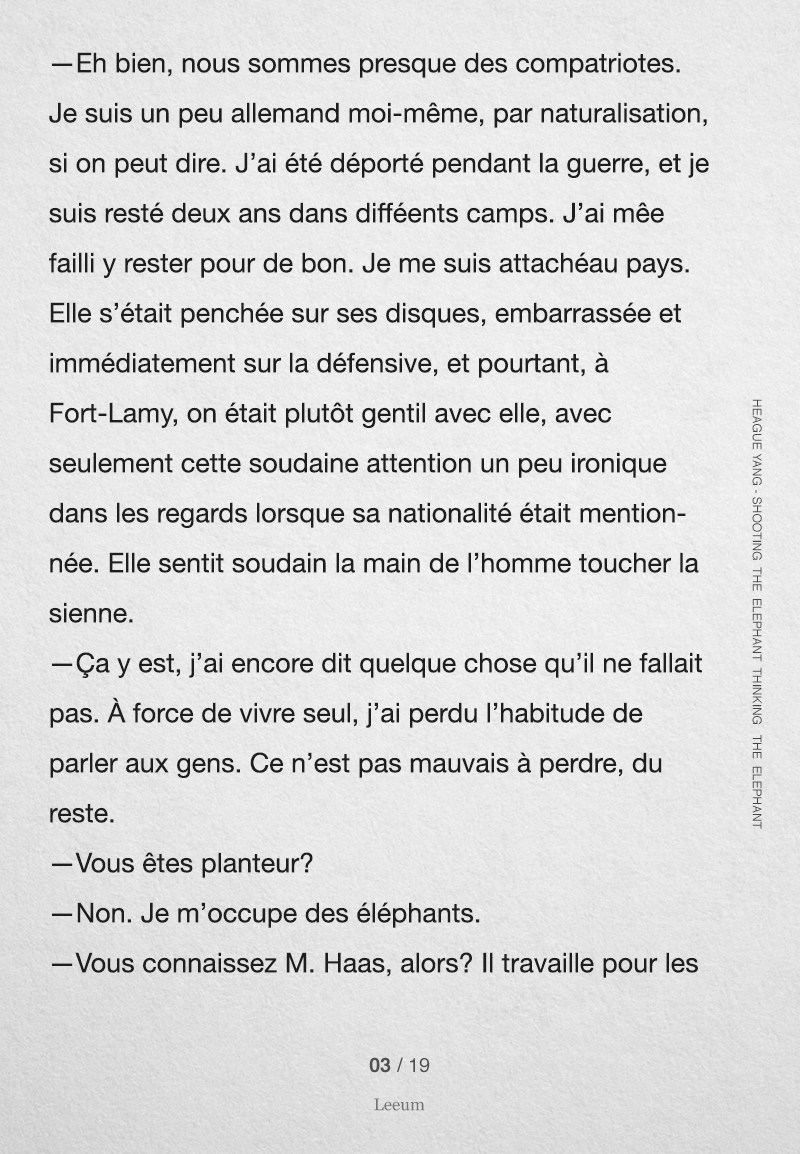 —Eh bien, nous sommes presque des compatriotes.
Je suis un peu allemand moi-même, par naturalisation,
si on peut dire. J’ai été déporté pendant la guerre, et je
suis resté deux ans dans difféents camps. J’ai mêe
failli y rester pour de bon. Je me suis attachéau pays.
Elle s’était penchée sur ses disques, embarrassée et
immédiatement sur la défensive, et pourtant, à
Fort-Lamy, on était plutôt gentil avec elle, avec
seulement cette soudaine attention un peu ironique
dans les regards lorsque sa nationalité était mention-
née. Elle sentit soudain la main de l’homme toucher la
sienne.
—Ça y est, j’ai encore dit quelque chose qu’il ne fallait
pas. À force de vivre seul, j’ai perdu l’habitude de
parler aux gens. Ce n’est pas mauvais à perdre, du
reste.
—Vous êtes planteur?
—Non. Je m’occupe des éléphants.
—Vous connaissez M. Haas, alors? Il travaille pour les
HEAGUE YANG - SHOOTING THE ELEPHANT THINKING THE ELEPHANT
03 / 19
Leeum